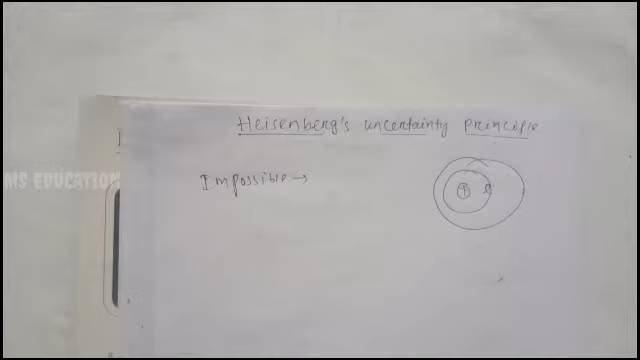 Heisenberg's uncertainty Principle
MS EDUCATION
Impossible →